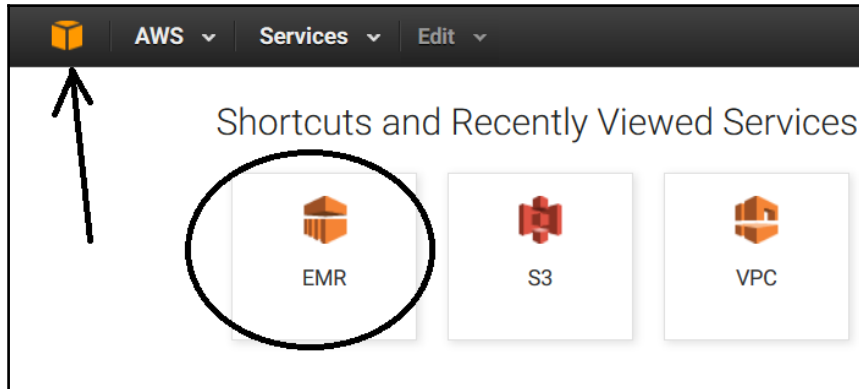 AWS Services Edit
Shortcuts and Recently Viewed Services
EMR S3 VPC